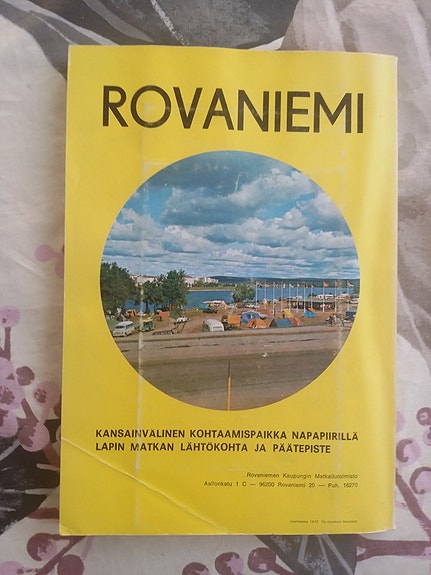 ROVANIEMI
KANSAINVÄLINEN KOHTAAMISPAIKKA NAPAPIIRILLÄ
LAPIN MATKAN LÄHTÖKOHTA JA PÄÄTEPISTE
Rovaniemen Kaupungin Matkailutoimisto
Aallonkatu 1 C — 96200 Rovaniemi 20 — Puh. 16270